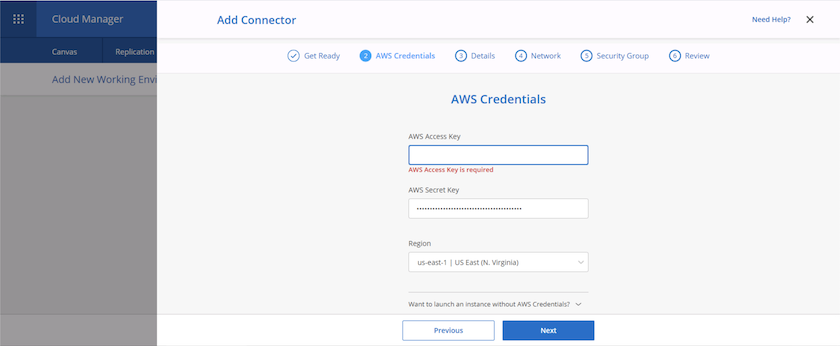 Cloud Manager
Add Connector
Need Help?
Canvas
Replication
Get Ready
2 AWS Credentials
3 Details
4 Network
5 Security Group
6 Review
Add New Working Envi
AWS Credentials
AWS Access Key
AWS Access Key is required
AWS Secret Key
••••••••••••••••••••••••••••••••••••••••
Region
us-east-1 | US East (N. Virginia)
Want to launch an instance without AWS Credentials?
Previous
Next